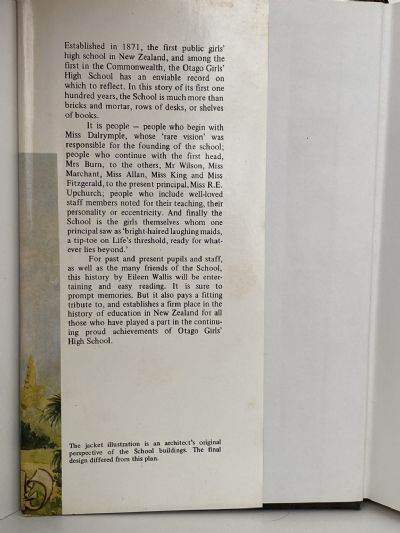 Established in 1871, the first public girls'
high school in New Zealand, and among the
first in the Commonwealth, the Otago Girls'
High School has an enviable record on
which to reflect. In this story of its first one
hundred years, the School is much more than
bricks and mortar, rows of desks, or shelves
of books.
It is people — people who begin with
Miss Dalrymple, whose 'rare vision' was
responsible for the founding of the school;
people who continue with the first head,
Mrs Burn, to the others, Mr Wilson, Miss
Marchant, Miss Allan, Miss King and Miss
Fitzgerald, to the present principal, Miss R.E.
Upchurch; people who include well-loved
staff members noted for their teaching, their
personality or eccentricity. And finally the
School is the girls themselves whom one
principal saw as 'bright-haired laughing maids,
a tip-toe on Life's threshold, ready for what-
ever lies beyond.'
For past and present pupils and staff,
as well as the many friends of the School,
this history by Eileen Wallis will be enter-
taining and easy reading. It is sure to
prompt memories. But it also pays a fitting
tribute to, and establishes a firm place in the
history of education in New Zealand for all
those who have played a part in the continu-
ing proud achievements of Otago Girls'
High School.
The jacket illustration is an architect's original
perspective of the School buildings. The final
design differed from this plan.